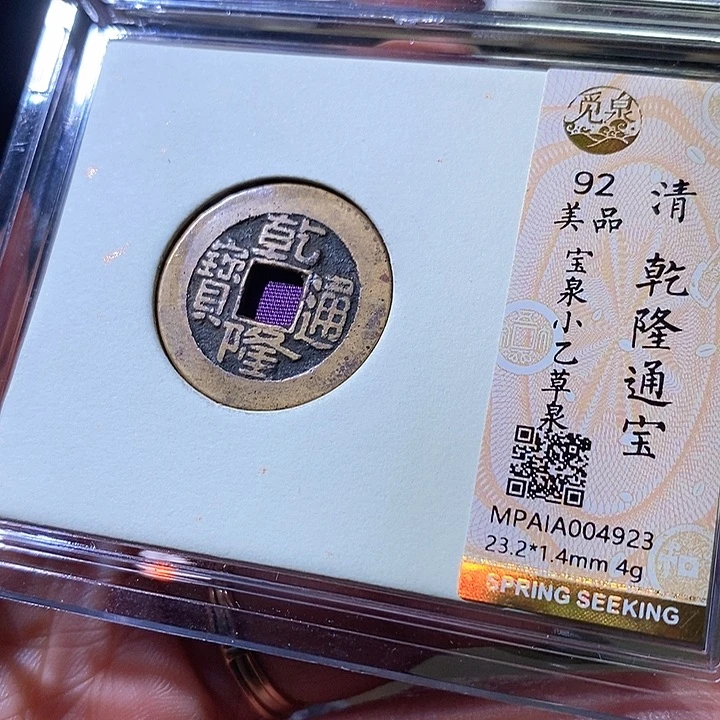 乾隆通寳
觅泉
92
美品
宝泉小乙草泉
清
乾隆通宝
MPAIA004923
23.2*1.4mm 4g
SPRING SEEKING